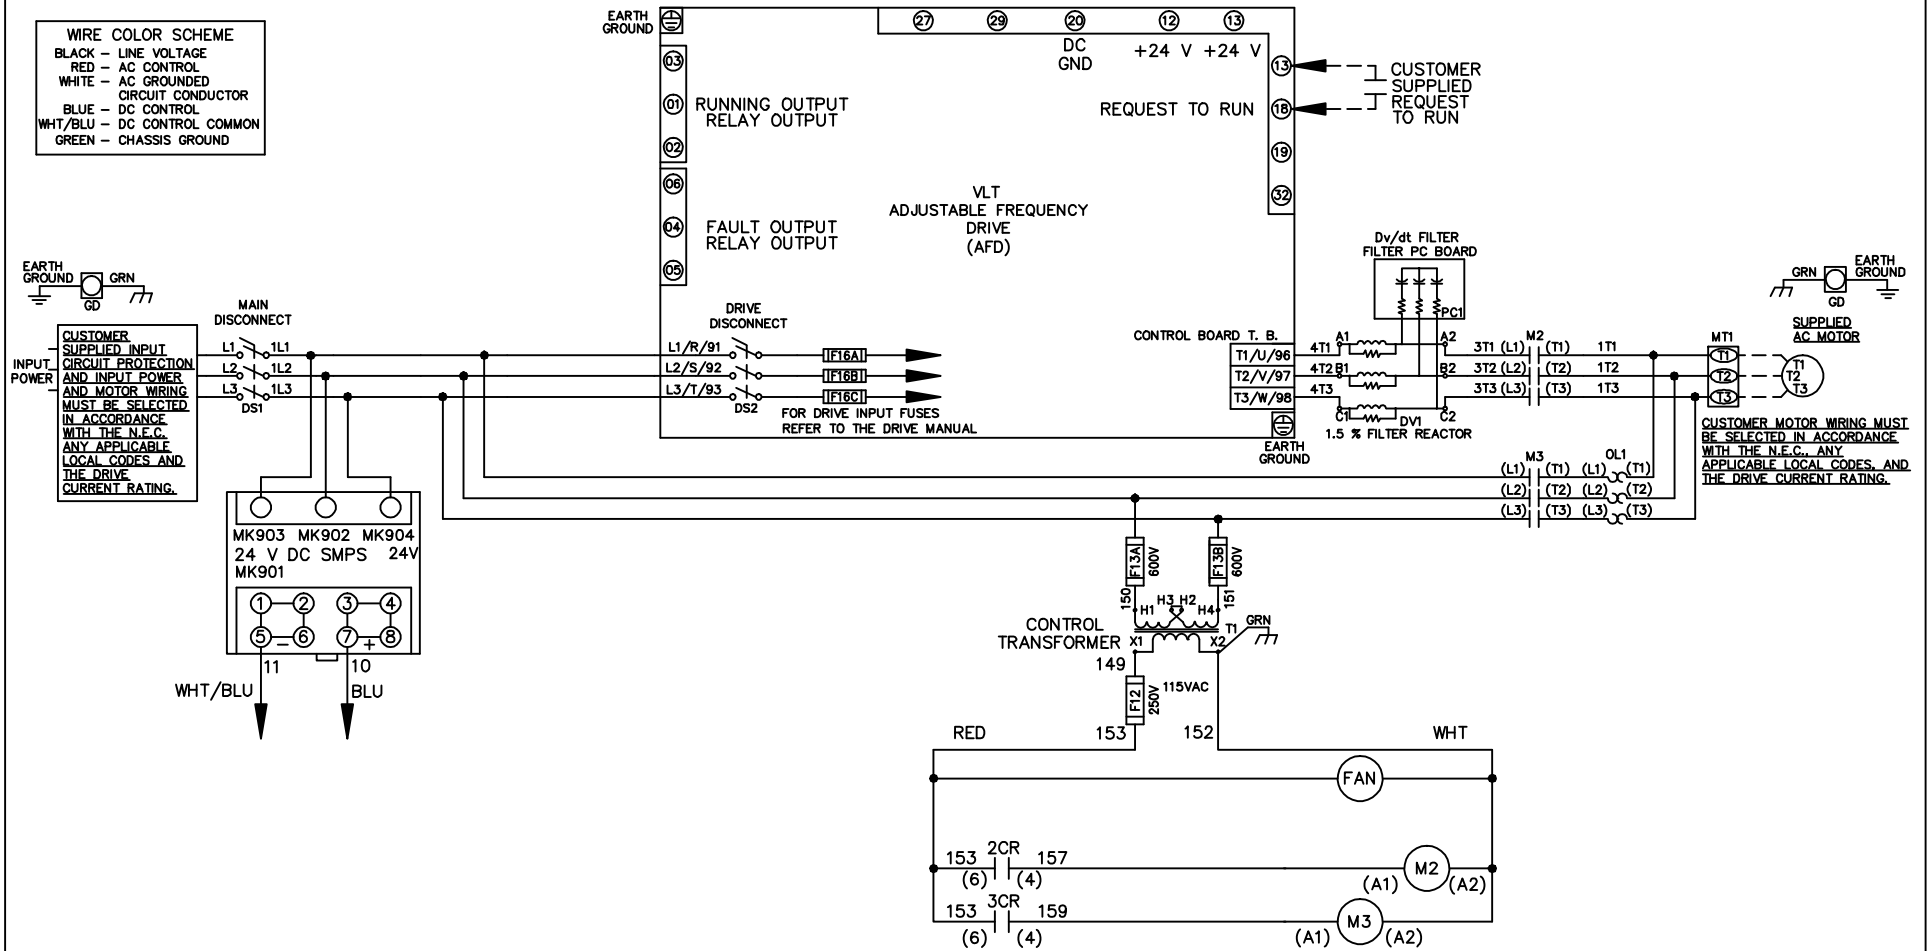 WIRE COLOR SCHEME
BLACK – LINE VOLTAGE
RED – AC CONTROL
WHITE – AC GROUNDED
CIRCUIT CONDUCTOR
BLUE – DC CONTROL
WHT/BLU – DC CONTROL COMMON
GREEN – CHASSIS GROUND
EARTH
GROUND
27
29
20
12
13
DC
GND
+24 V
+24 V
03
01
02
RUNNING OUTPUT
RELAY OUTPUT
06
04
05
FAULT OUTPUT
RELAY OUTPUT
13
18
19
32
REQUEST TO RUN
CUSTOMER
SUPPLIED
REQUEST
TO RUN
VLT
ADJUSTABLE FREQUENCY
DRIVE
(AFD)
Dv/dt FILTER
FILTER PC BOARD
PC1
EARTH
GROUND
GRN
GD
INPUT
POWER
CUSTOMER
SUPPLIED INPUT
CIRCUIT PROTECTION
AND INPUT POWER
AND MOTOR WIRING
MUST BE SELECTED
IN ACCORDANCE
WITH THE N.E.C.
ANY APPLICABLE
LOCAL CODES AND
THE DRIVE
CURRENT RATING.
MAIN
DISCONNECT
L1 1L1
L2 1L2
L3 1L3
DS1
L1/R/91
L2/S/92
L3/T/93
DRIVE
DISCONNECT
DS2
F16A
F16B
F16C
FOR DRIVE INPUT FUSES
REFER TO THE DRIVE MANUAL
CONTROL BOARD T. B.
T1/U/96
T2/V/97
T3/W/98
EARTH
GROUND
4T1 A1 A2
4T2 B1 B2
4T3 C1 C2
DV1
1.5 % FILTER REACTOR
M2
3T1 (L1) (T1) 1T1
3T2 (L2) (T2) 1T2
3T3 (L3) (T3) 1T3
GRN
EARTH
GROUND
GD
SUPPLIED
AC MOTOR
MT1
T1
T2
T3
T1
T2
T3
CUSTOMER MOTOR WIRING MUST
BE SELECTED IN ACCORDANCE
WITH THE N.E.C., ANY
APPLICABLE LOCAL CODES, AND
THE DRIVE CURRENT RATING.
M3 OL1
(L1) (T1) (L1) (T1)
(L2) (T2) (L2) (T2)
(L3) (T3) (L3) (T3)
MK903 MK902 MK904
24 V DC SMPS 24V
MK901
1 2 3 4
5 – 6 7 + 8
11
10
WHT/BLU
BLU
F13A
600V
F13B
600V
150
151
H1 H3 H2 H4
CONTROL
TRANSFORMER
T1
GRN
X1 X2
149
F12
250V
115VAC
153
152
RED
WHT
FAN
153 2CR 157
(6) (4)
M2
(A1) (A2)
153 3CR 159
(6) (4)
M3
(A1) (A2)